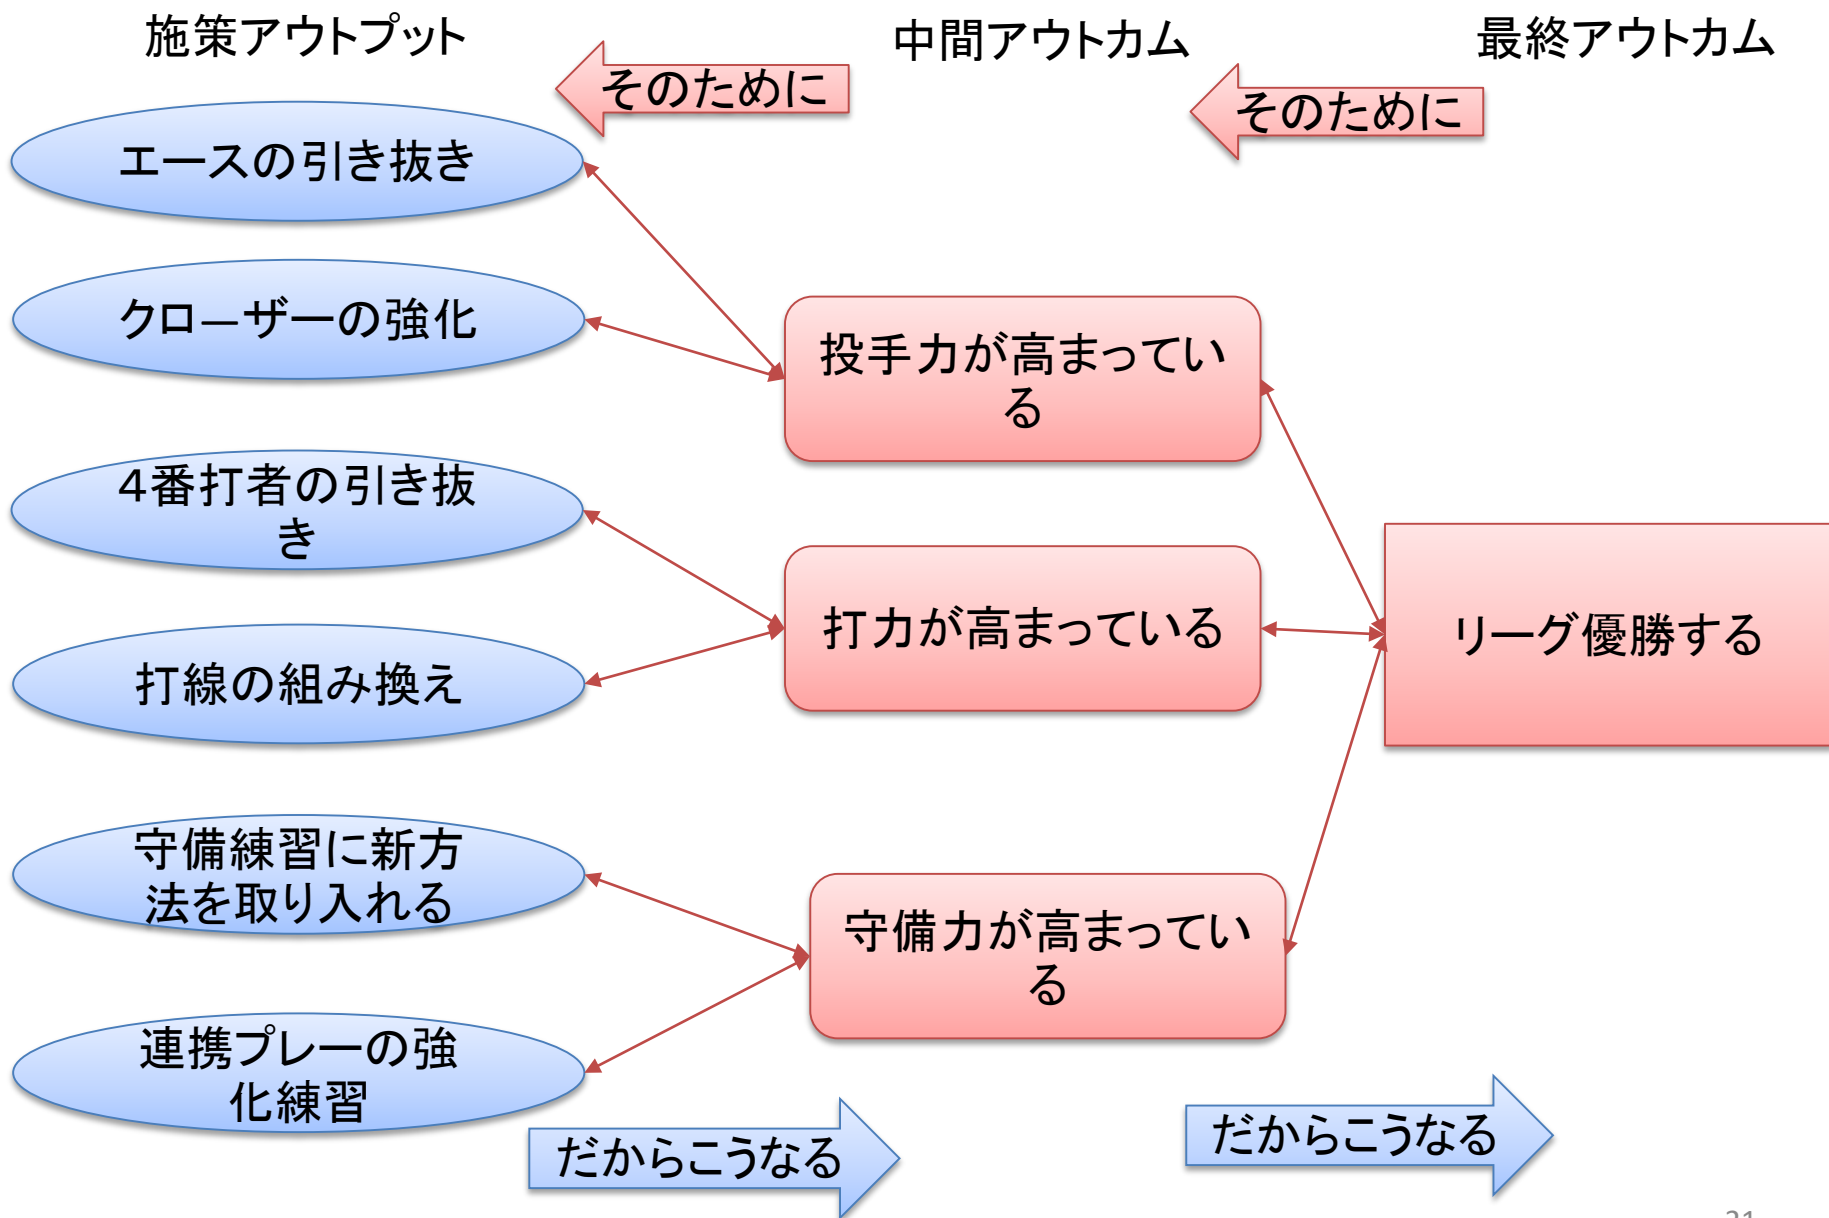 施策アウトプット
中間アウトカム
最終アウトカム
そのために
そのために
エースの引き抜き
クローザーの強化
投手力が高まってい
る
４番打者の引き抜
き
打線の組み換え
打力が高まっている
リーグ優勝する
守備練習に新方
法を取り入れる
守備力が高まってい
る
連携プレーの強
化練習
だからこうなる
だからこうなる